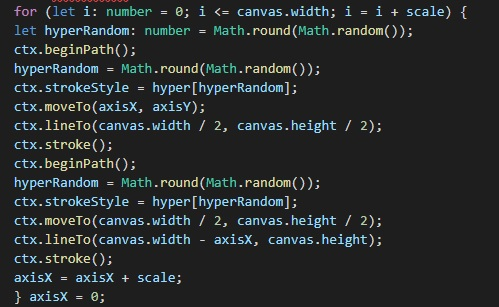 for (let i: number = 0; i <= canvas.width; i = i + scale) {
let hyperRandom: number = Math.round(Math.random());
ctx.beginPath();
hyperRandom = Math.round(Math.random());
ctx.strokeStyle = hyper[hyperRandom];
ctx.moveTo(axisX, axisY);
ctx.lineTo(canvas.width / 2, canvas.height / 2);
ctx.stroke();
ctx.beginPath();
hyperRandom = Math.round(Math.random());
ctx.strokeStyle = hyper[hyperRandom];
ctx.moveTo(canvas.width / 2, canvas.height / 2);
ctx.lineTo(canvas.width - axisX, canvas.height);
ctx.stroke();
axisX = axisX + scale;
} axisX = 0;